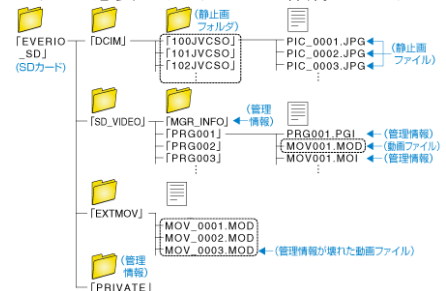 「EVERIO
_SD」
(SDカード)
「DCIM」
(静止画
フォルダ)
「100JVCSO」
「101JVCSO」
「102JVCSO」
PIC_0001.JPG
PIC_0002.JPG
PIC_0003.JPG
(静止画
ファイル)
「SD_VIDEO」
「MGR_INFO」
(管理
情報)
「PRG001」
「PRG002」
「PRG003」
PRG001.PGI
(管理情報)
MOV001.MOD
(動画ファイル)
MOV001.MOI
(管理情報)
「EXTMOV」
MOV_0001.MOD
MOV_0002.MOD
MOV_0003.MOD
(管理情報が壊れた動画ファイル)
(管理
情報)
「PRIVATE」